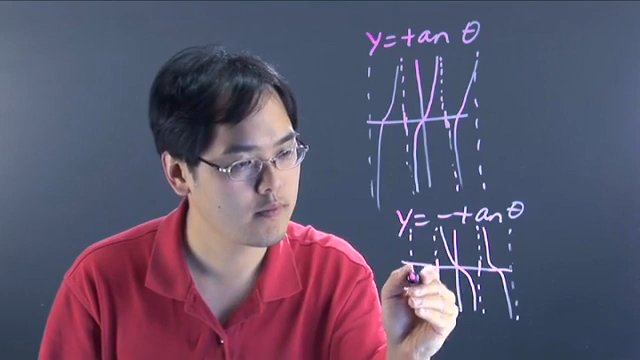 y = tan θ
y = -tan θ